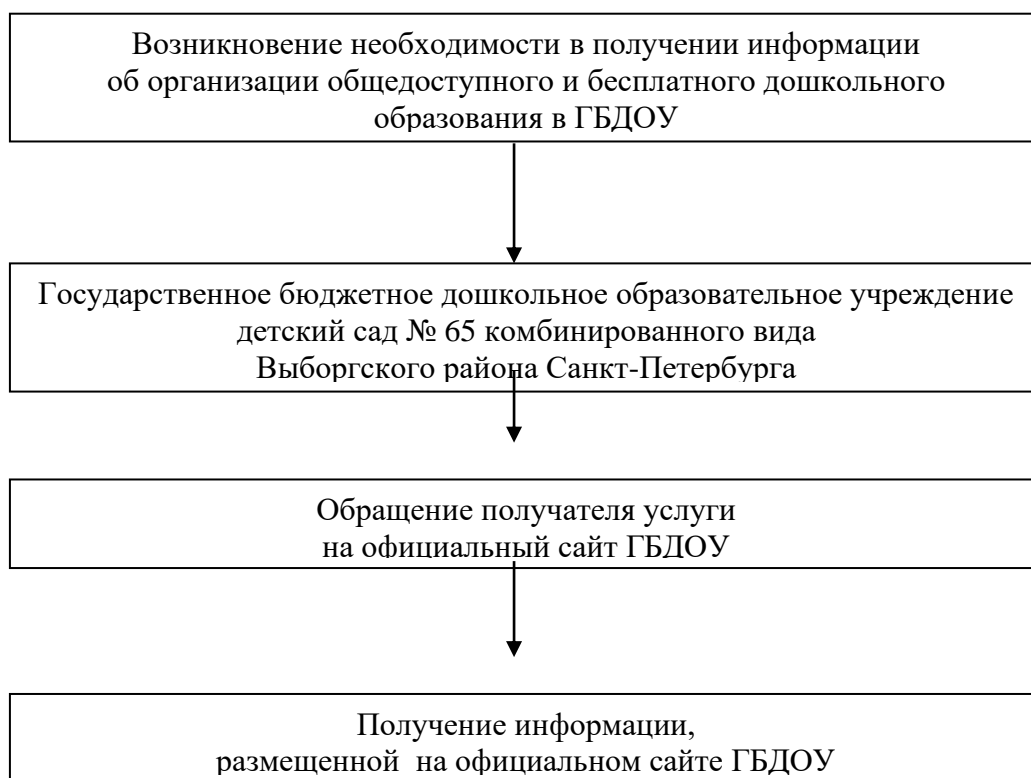 Возникновение необходимости в получении информации
об организации общедоступного и бесплатного дошкольного
образования в ГБДОУ
Государственное бюджетное дошкольное образовательное учреждение
детский сад № 65 комбинированного вида
Выборгского района Санкт-Петербурга
Обращение получателя услуги
на официальный сайт ГБДОУ
Получение информации,
размещенной на официальном сайте ГБДОУ